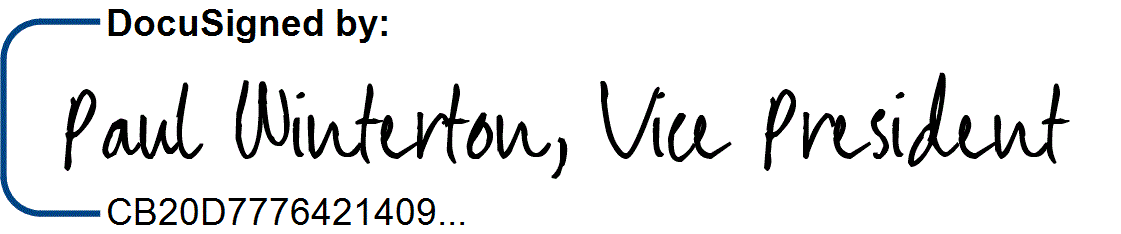 DocuSigned by:
Paul Winterton, Vice President
CB20D7776421409...